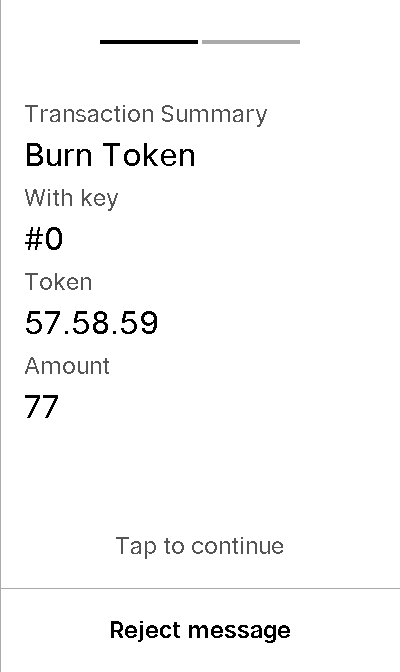 Transaction Summary
Burn Token
With key
#0
Token
57.58.59
Amount
77
Tap to continue
Reject message